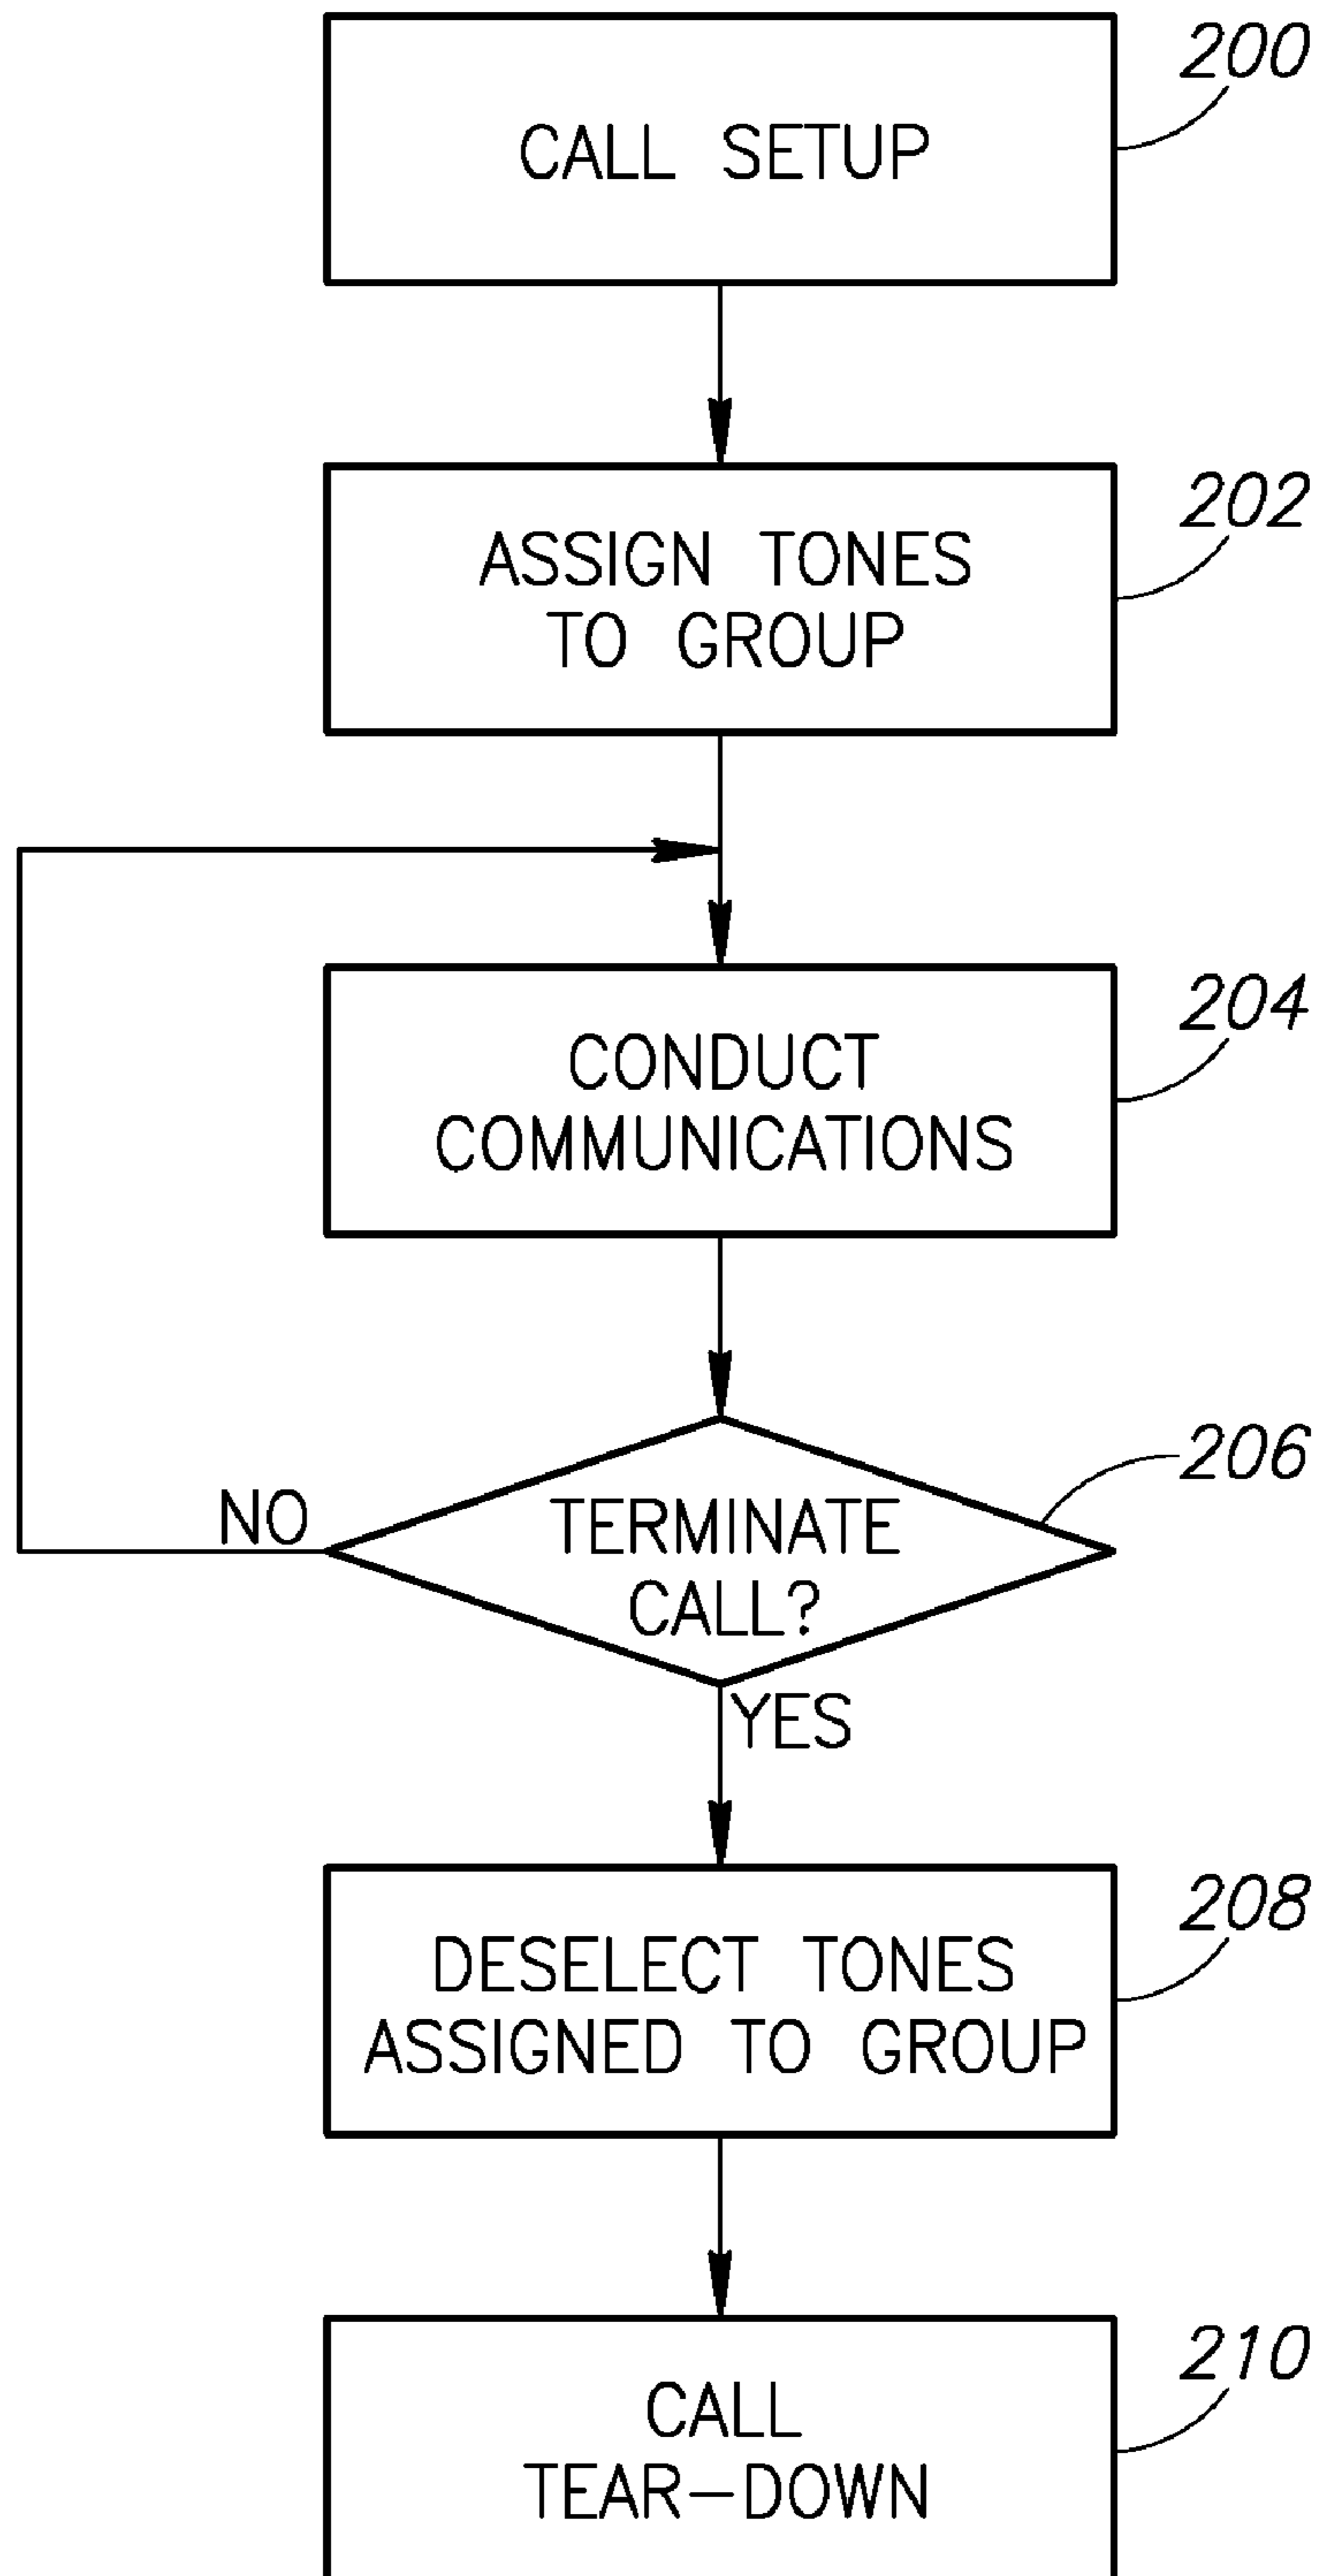 CALL SETUP
200
ASSIGN TONES
TO GROUP
202
CONDUCT
COMMUNICATIONS
204
TERMINATE
CALL?
206
NO
YES
DESELECT TONES
ASSIGNED TO GROUP
208
CALL
TEAR-DOWN
210